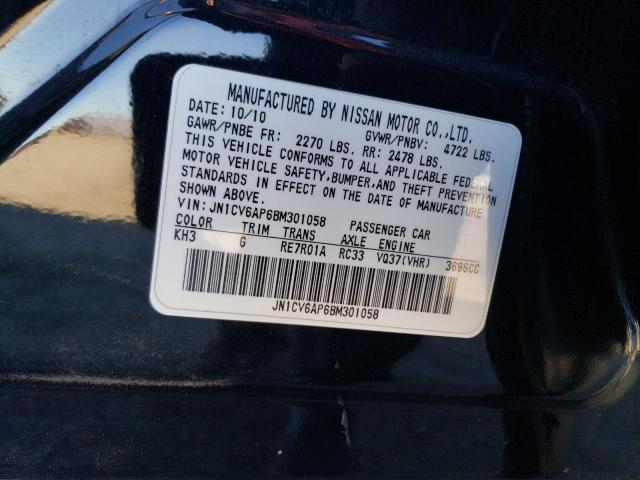 MANUFACTURED BY NISSAN MOTOR CO.,LTD.
DATE: 10/10 GVWR/PNBV: 4722 LBS.
GAWR/PNBE FR: 2270 LBS. RR: 2478 LBS.
THIS VEHICLE CONFORMS TO ALL APPLICABLE FEDERAL
MOTOR VEHICLE SAFETY,BUMPER,AND THEFT PREVENTION
STANDARDS IN EFFECT ON THE DATE OF MANUFACTURE
SHOWN ABOVE.
VIN: JN1CV6AP6BM301058 PASSENGER CAR
COLOR TRIM TRANS AXLE ENGINE
KH3 G RE7R01A RC33 VQ37(VHR) 3696CC
JN1CV6AP6BM301058